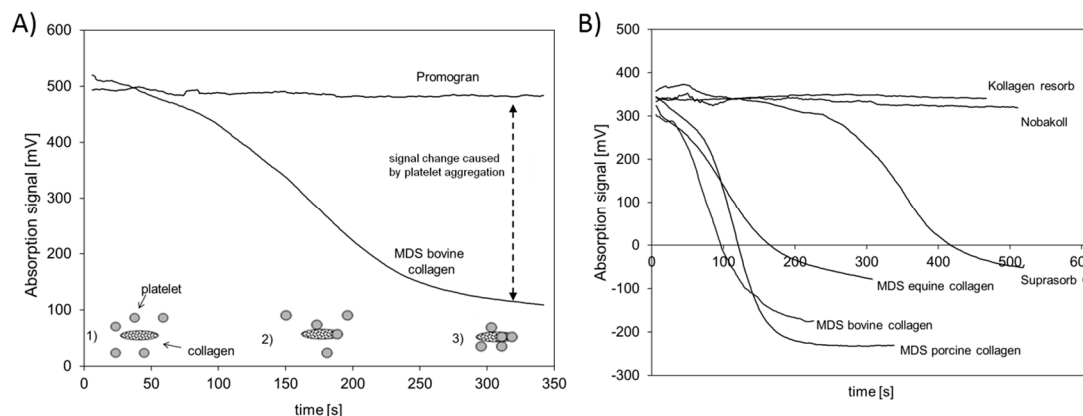 A)
600
500
400
300
200
100
0
Absorption signal [mV]
Promogran
signal change caused
by platelet aggregation
MDS bovine
collagen
platelet
1)
collagen
2)
3)
0
50
100
150
200
250
300
350
time [s]
B)
500
400
300
200
100
0
-100
-200
-300
Absorption signal [mV]
Kollagen resorb
Nobakoll
0
100
200
300
400
500
Suprasorb
MDS equine collagen
MDS bovine collagen
MDS porcine collagen
time [s]